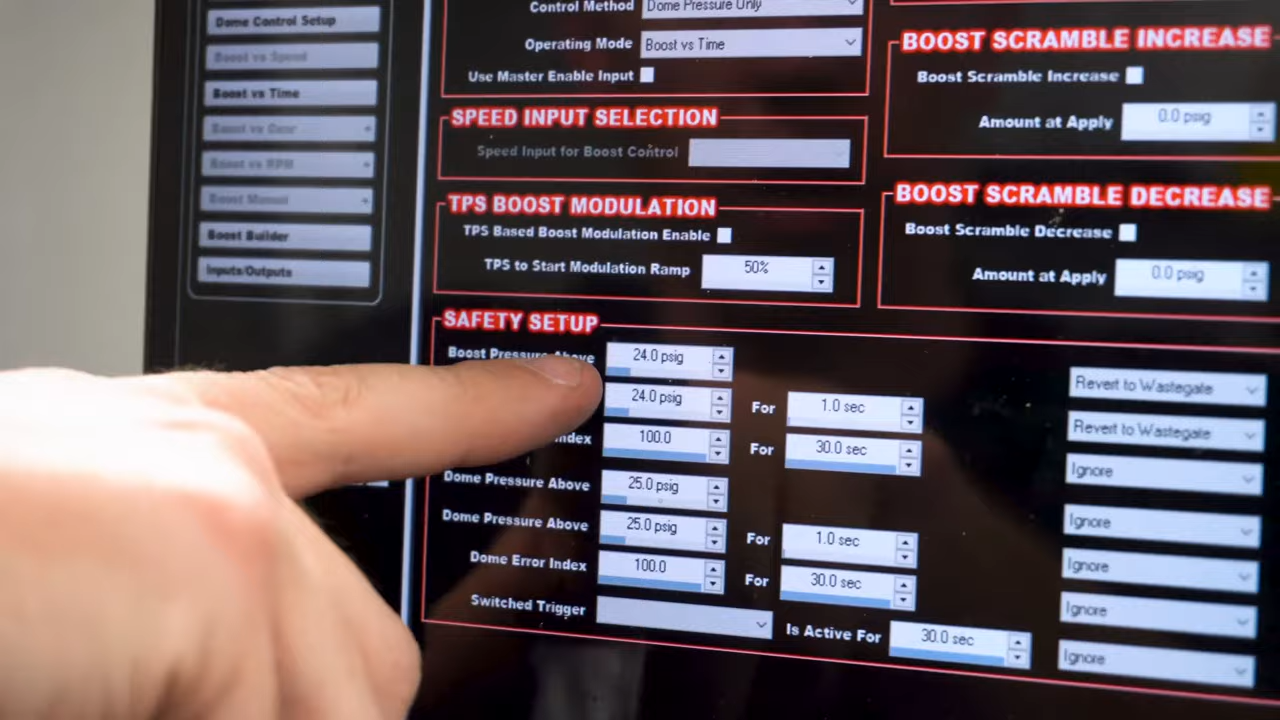 Dome Control Setup
Boost vs Speed
Boost vs Time
Boost vs Gear
Boost vs RPM
Boost Manual
Boost Builder
Inputs/Outputs
Control Method Dome Pressure Only
Operating Mode Boost vs Time
Use Master Enable Input
SPEED INPUT SELECTION
Speed Input for Boost Control
TPS BOOST MODULATION
TPS Based Boost Modulation Enable
TPS to Start Modulation Ramp 50%
BOOST SCRAMBLE INCREASE
Boost Scramble Increase
Amount at Apply 0.0 psig
BOOST SCRAMBLE DECREASE
Boost Scramble Decrease
Amount at Apply 0.0 psig
SAFETY SETUP
Boost Pressure Above 24.0 psig Revert to Wastegate
24.0 psig For 1.0 sec Revert to Wastegate
Index 100.0 For 30.0 sec Ignore
Dome Pressure Above 25.0 psig Ignore
Dome Pressure Above 25.0 psig For 1.0 sec Ignore
Dome Error Index 100.0 For 30.0 sec Ignore
Switched Trigger Is Active For 30.0 sec Ignore